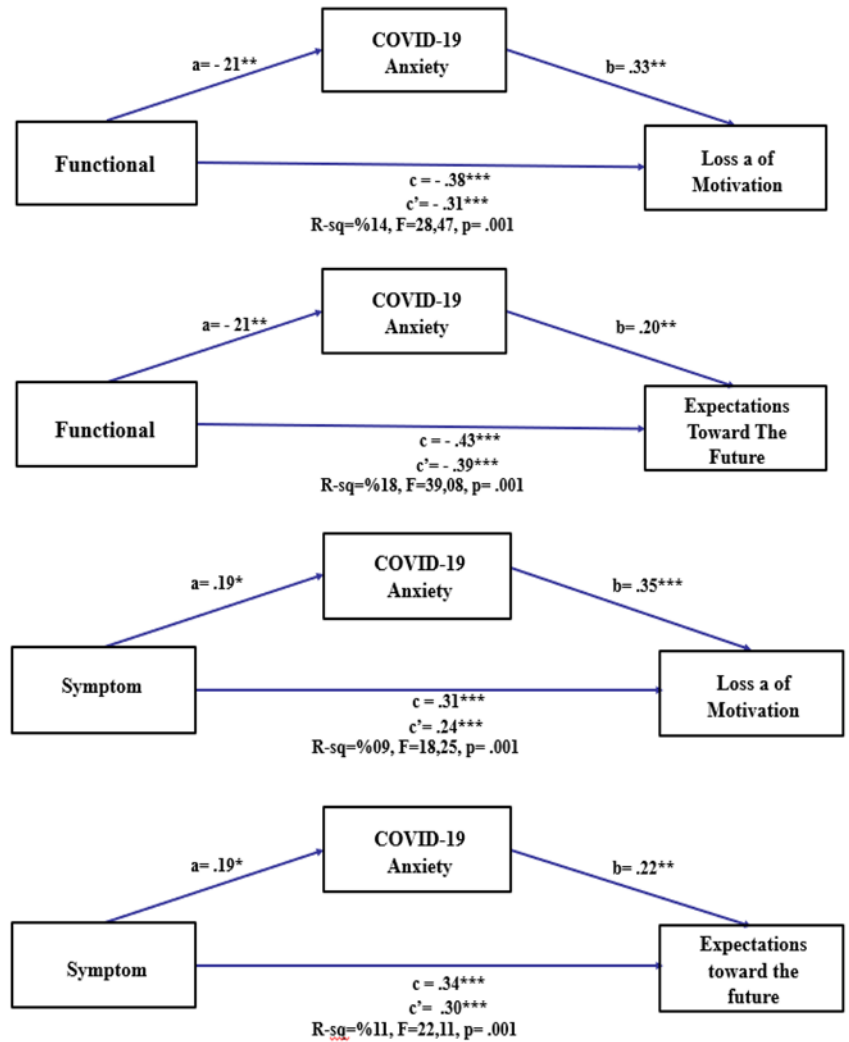 COVID-19
Anxiety
a= - 21**
b= .33**
Functional
Loss a of
Motivation
c = - .38***
c’= - .31***
R-sq=%14, F=28,47, p= .001
COVID-19
Anxiety
a= - 21**
b= .20**
Functional
Expectations
Toward The
Future
c = - .43***
c’= - .39***
R-sq=%18, F=39,08, p= .001
COVID-19
Anxiety
a= .19*
b= .35***
Symptom
Loss a of
Motivation
c = .31***
c’= .24***
R-sq=%09, F=18,25, p= .001
COVID-19
Anxiety
a= .19*
b= .22**
Symptom
Expectations
toward the
future
c = .34***
c’= .30***
R-sq=%11, F=22,11, p= .001